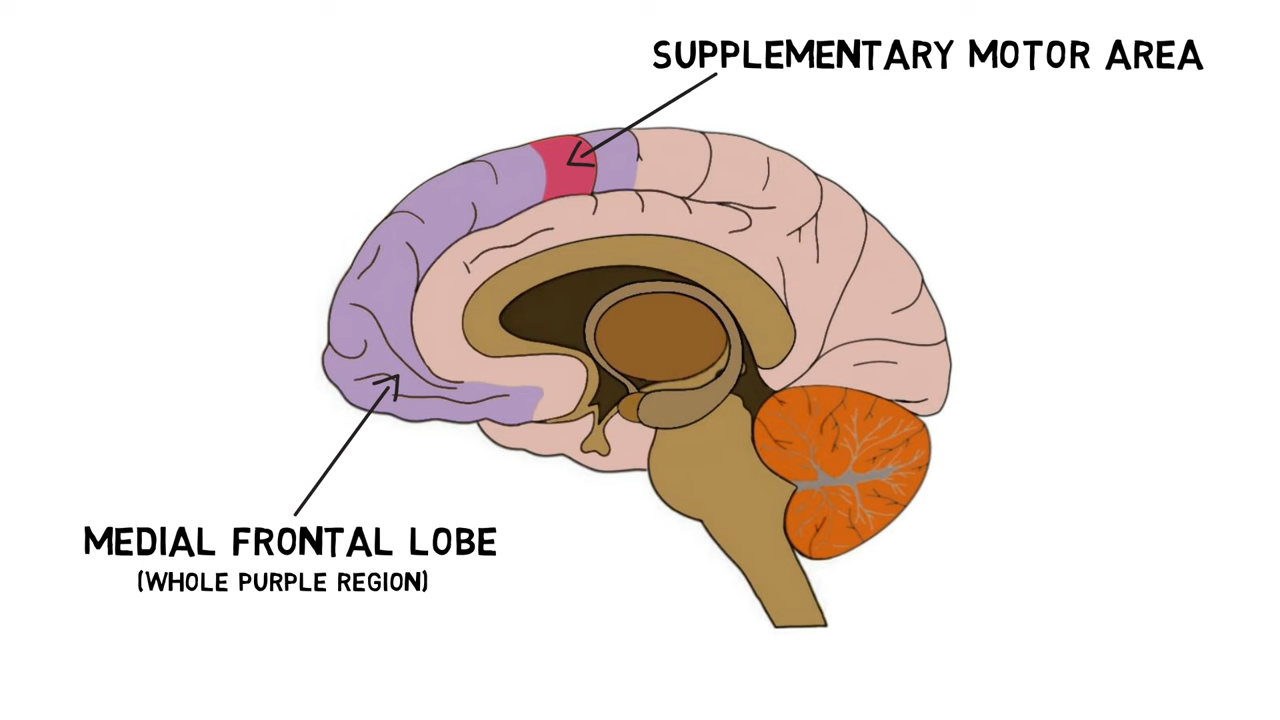 SUPPLEMENTARY MOTOR AREA
MEDIAL FRONTAL LOBE
(WHOLE PURPLE REGION)